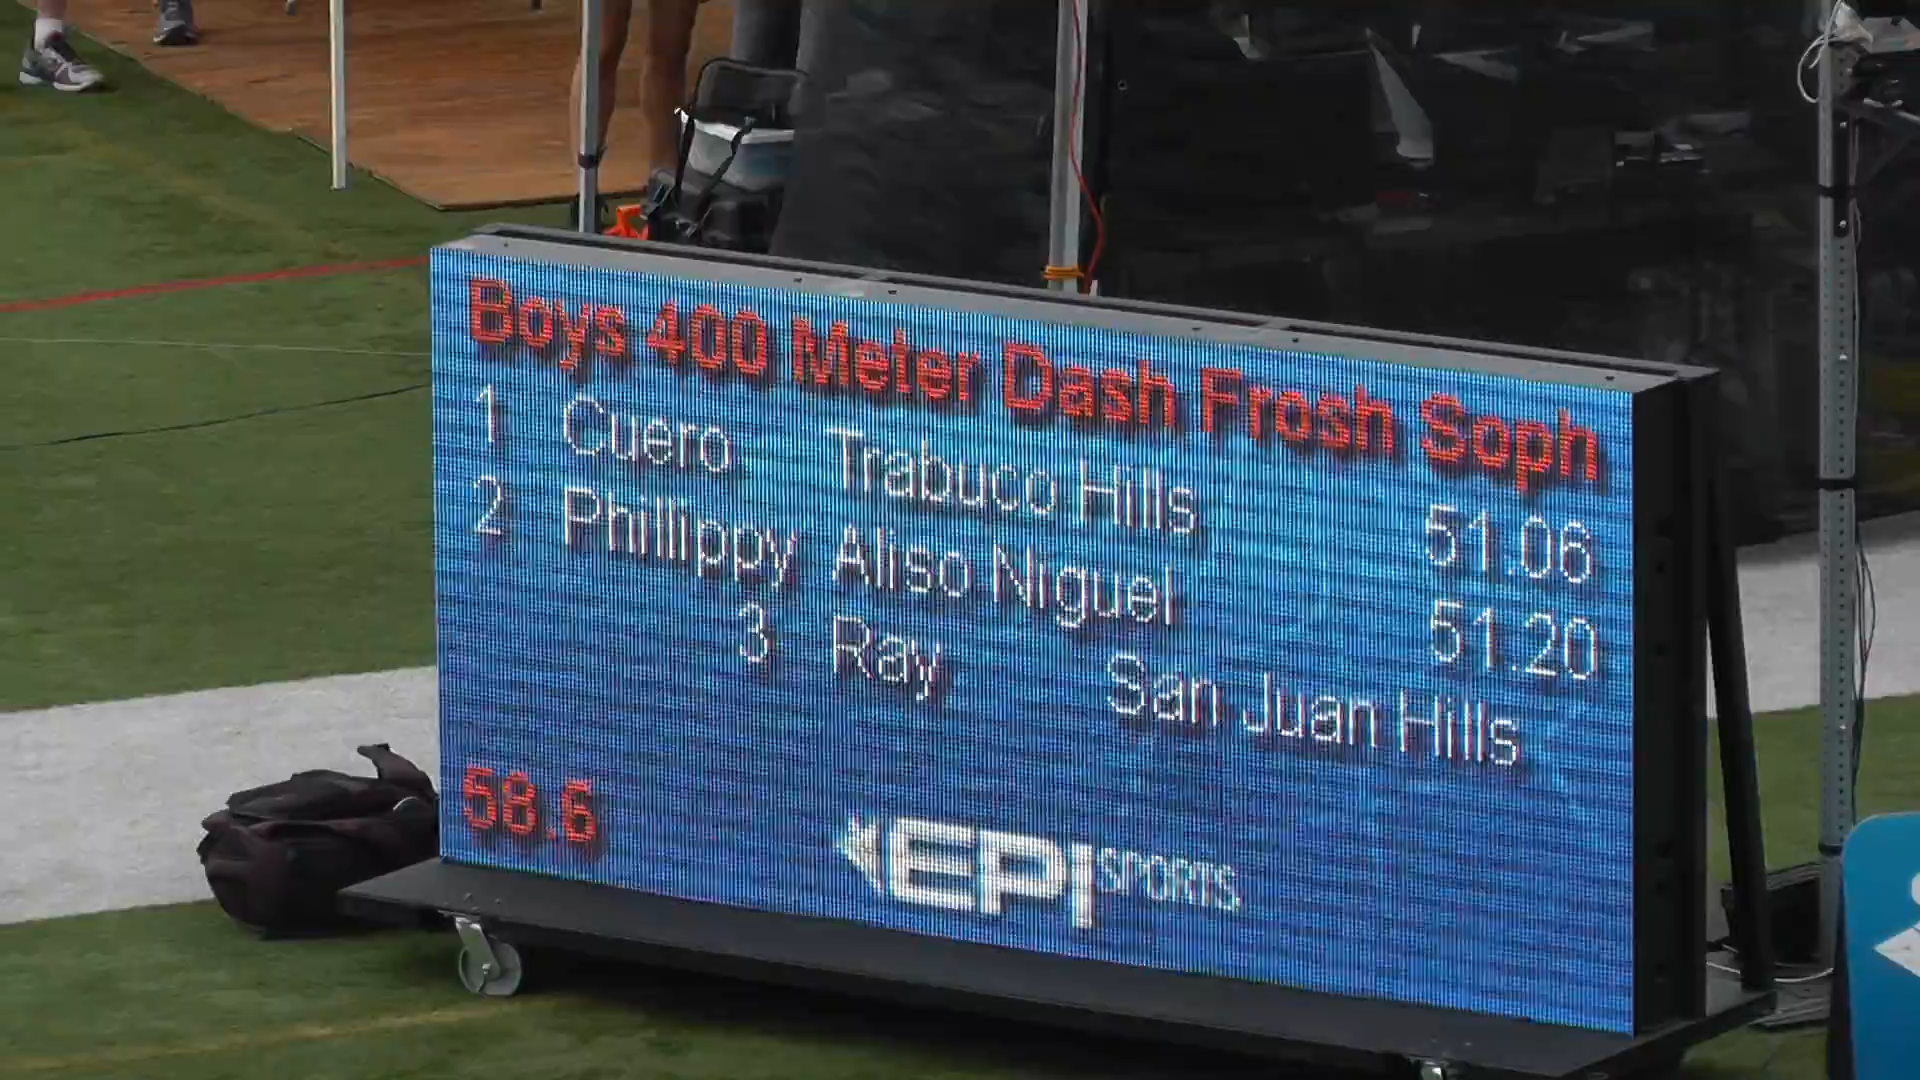 Boys 400 Meter Dash Frosh Soph
1 Cuero Trabuco Hills 51.06
2 Phillippy Aliso Niguel 51.20
3 Ray San Juan Hills
58.6
EPI SPORTS